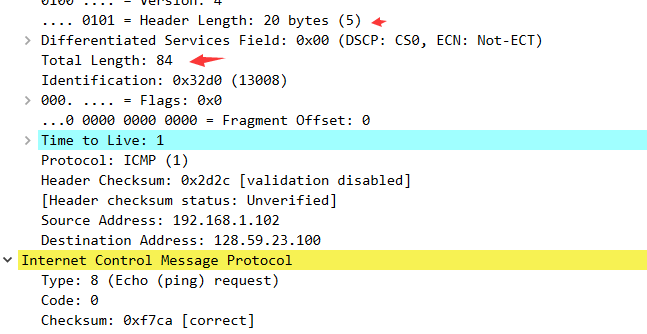 0100 .... = Version: 4
.... 0101 = Header Length: 20 bytes (5)
Differentiated Services Field: 0x00 (DSCP: CS0, ECN: Not-ECT)
Total Length: 84
Identification: 0x32d0 (13008)
000. .... = Flags: 0x0
...0 0000 0000 0000 = Fragment Offset: 0
Time to Live: 1
Protocol: ICMP (1)
Header Checksum: 0x2d2c [validation disabled]
[Header checksum status: Unverified]
Source Address: 192.168.1.102
Destination Address: 128.59.23.100
Internet Control Message Protocol
Type: 8 (Echo (ping) request)
Code: 0
Checksum: 0xf7ca [correct]